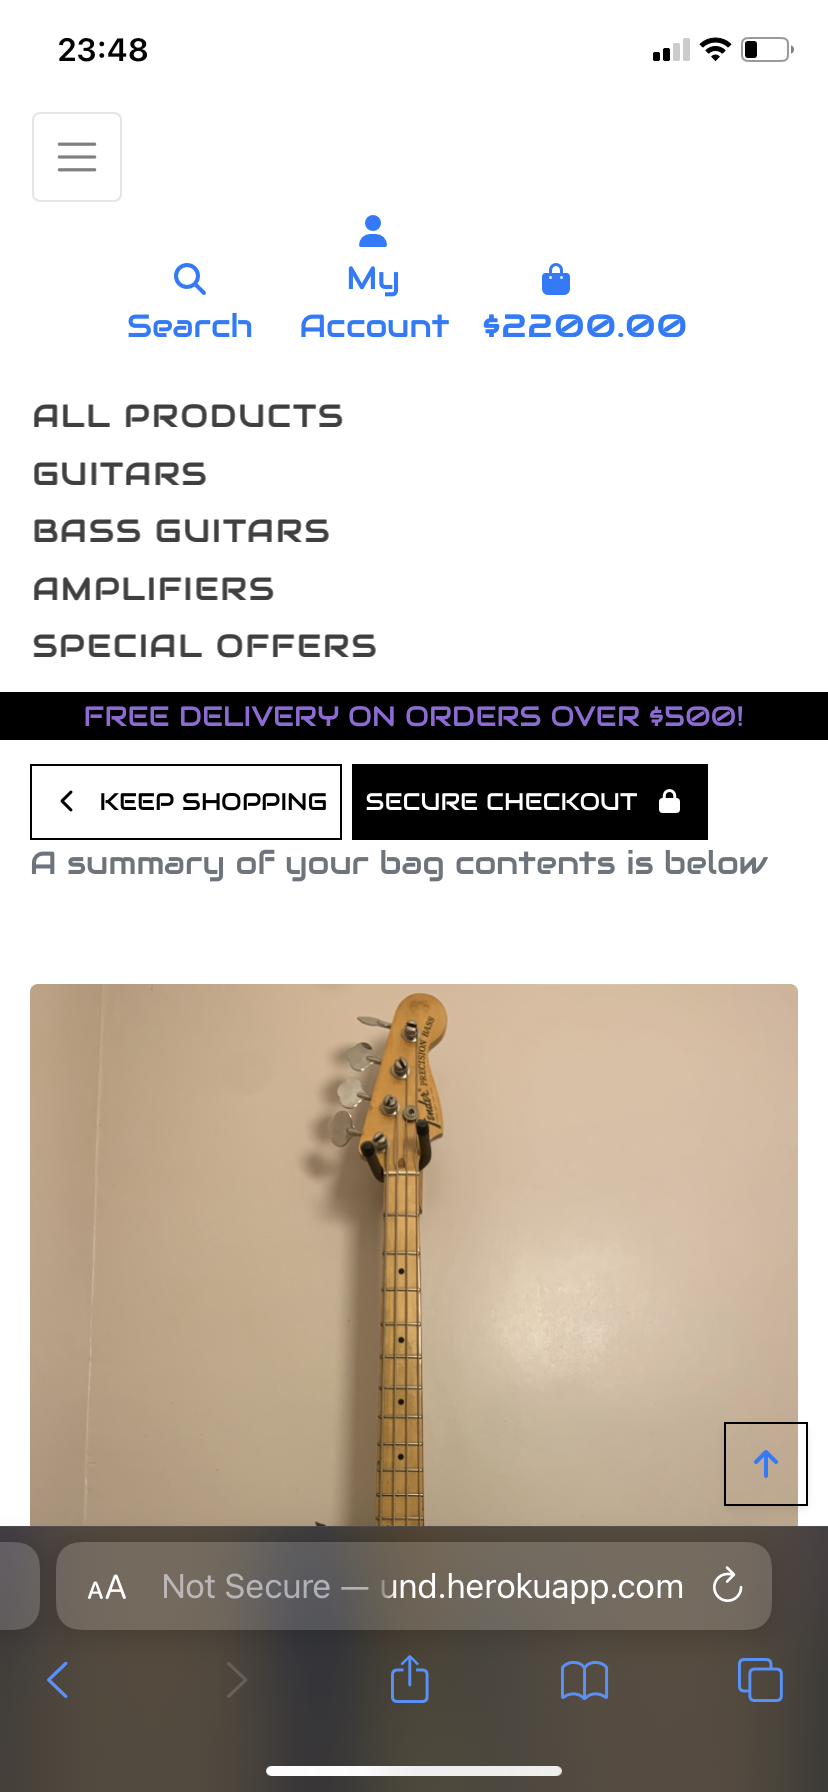 23:48
Search
My
Account
$2200.00
ALL PRODUCTS
GUITARS
BASS GUITARS
AMPLIFIERS
SPECIAL OFFERS
FREE DELIVERY ON ORDERS OVER $500!
KEEP SHOPPING
SECURE CHECKOUT
A summary of your bag contents is below
Fender PRECISION BASS
AA
Not Secure — und.herokuapp.com